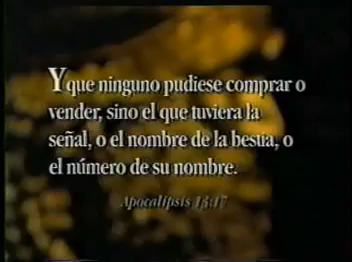 Y que ninguno pudiese comprar o
vender, sino el que tuviera la
señal, o el nombre de la bestia, o
el número de su nombre.
Apocalipsis 13:17